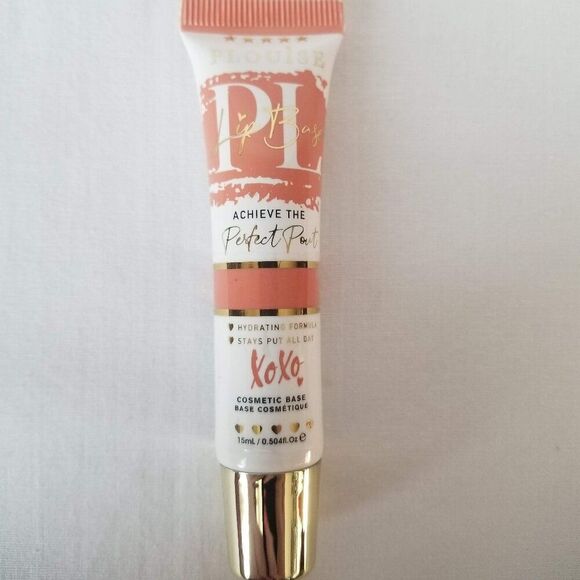 PLOUISE
PL
Lip Base
ACHIEVE THE
Perfect Pout
HYDRATING FORMULA
STAYS PUT ALL DAY
XOXO
COSMETIC BASE
BASE COSMÉTIQUE
15mL / 0.504fl.Oz ℮